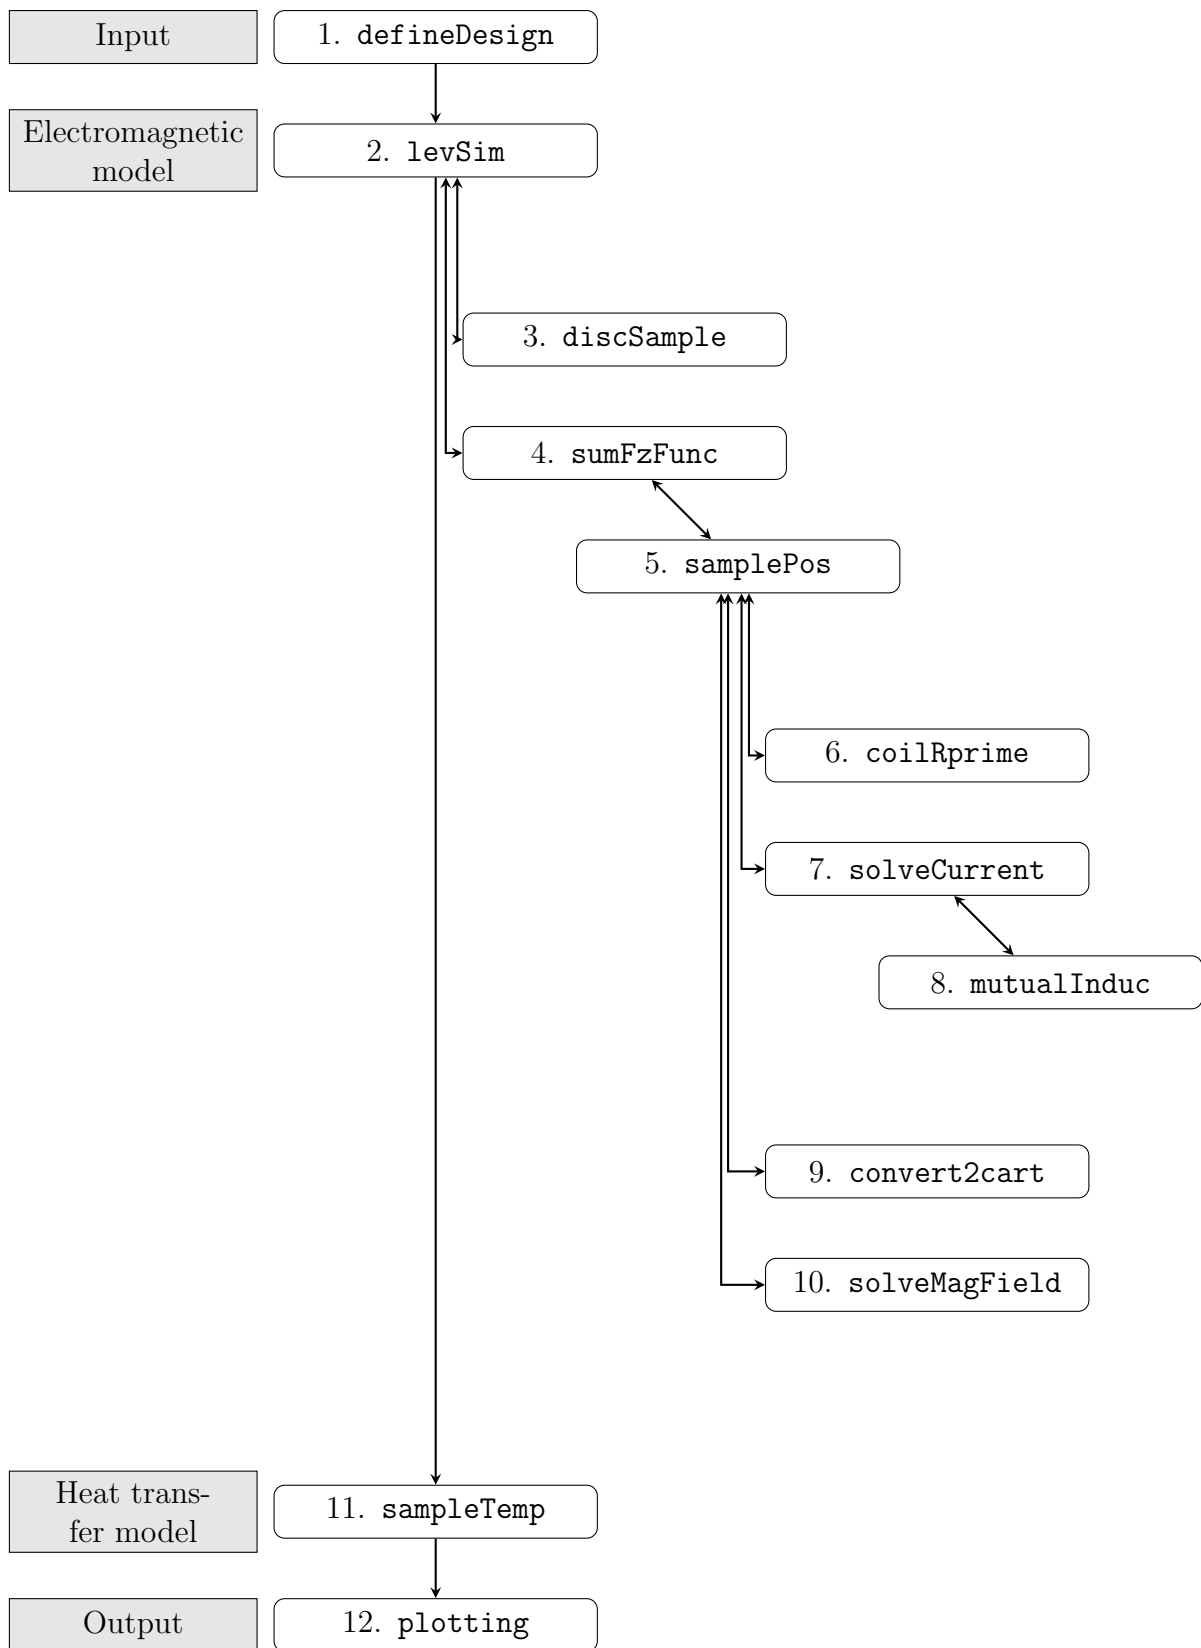 Input
1. defineDesign
Electromagnetic
model
2. levSim
3. discSample
4. sumFzFunc
5. samplePos
6. coilRprime
7. solveCurrent
8. mutualInduc
9. convert2cart
10. solveMagField
Heat trans-
fer model
11. sampleTemp
Output
12. plotting